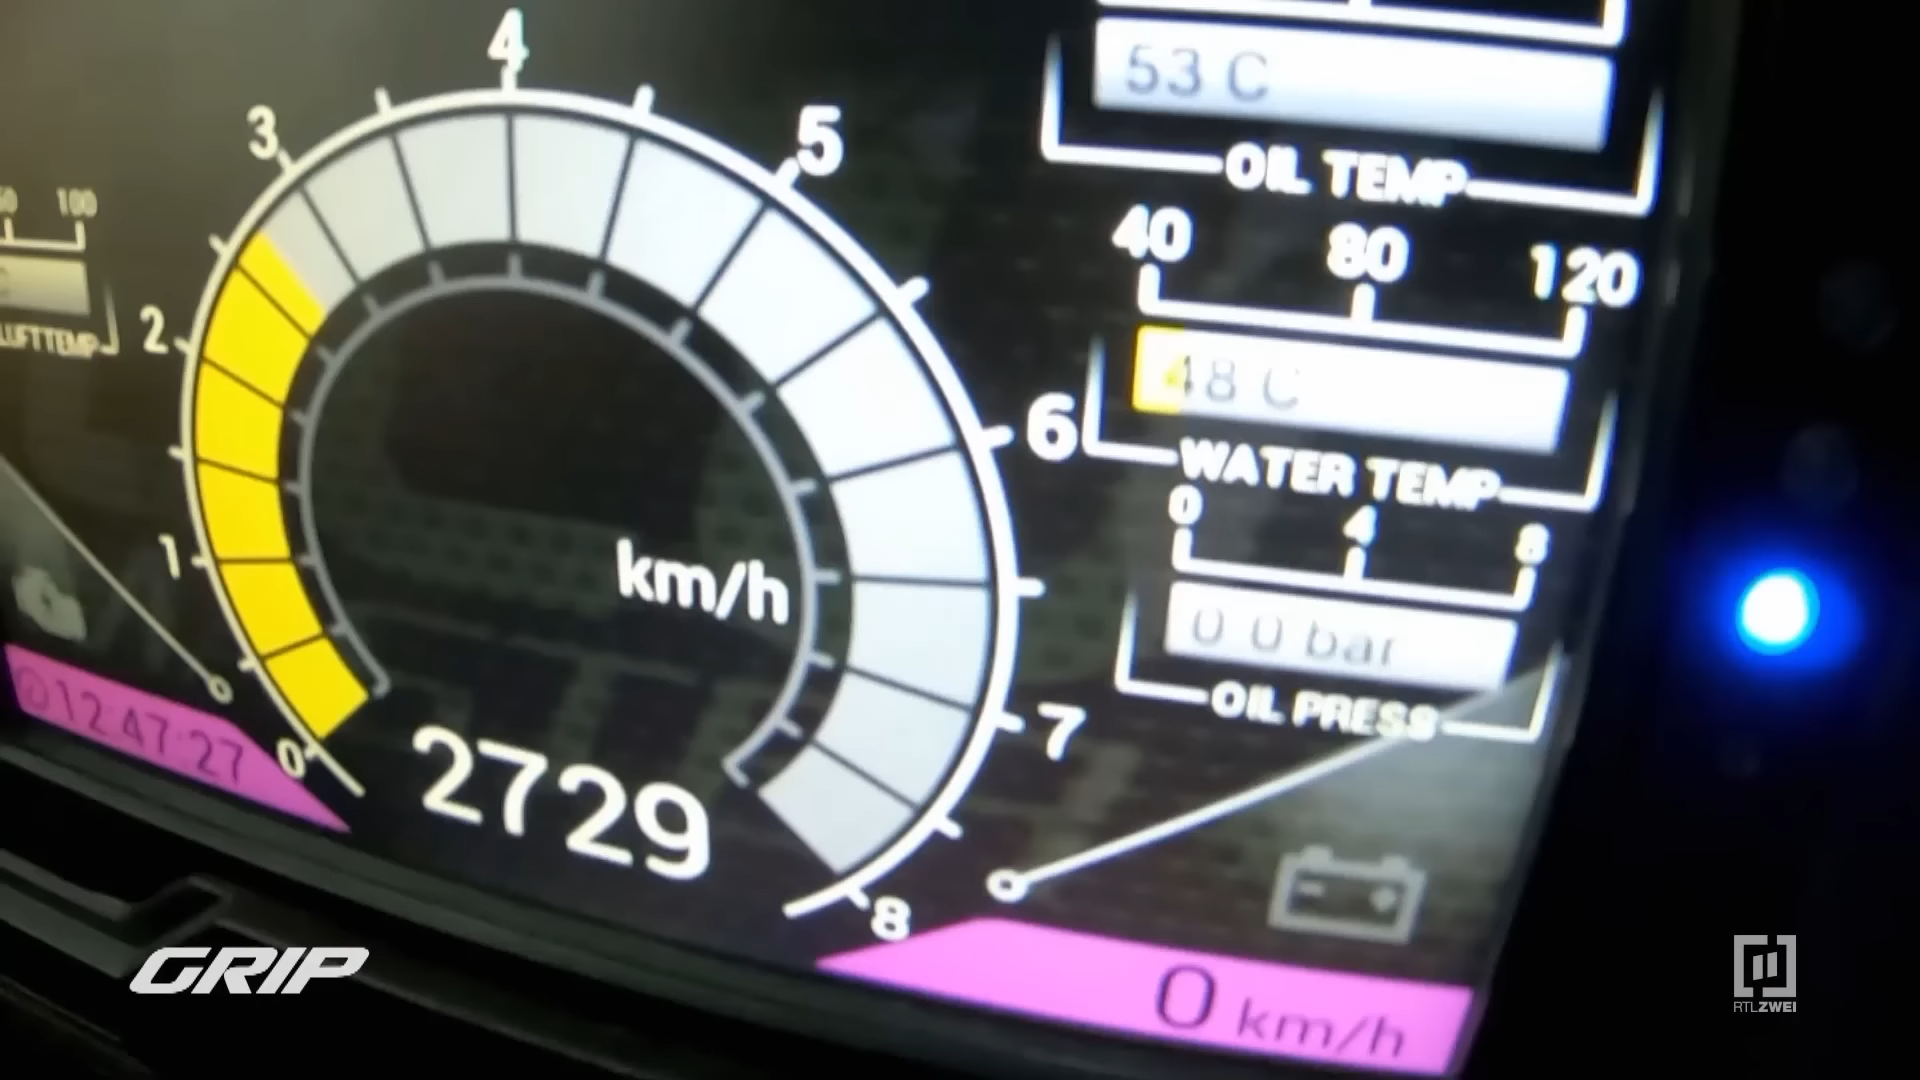 4
53 C
3
5
OIL TEMP
100
40 80 120
2
LUFTTEMP
48 C
6
WATER TEMP
0 4 8
1
km/h
0 0 bar
OIL PRESS
12:47:27
0
2729
7
8
0 km/h
GRIP
RTLZWEI